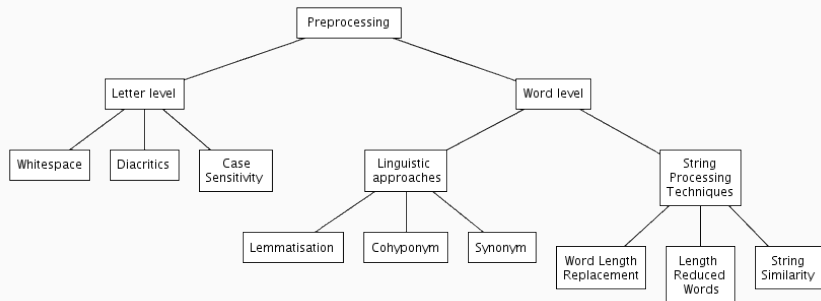 Preprocessing
Letter level
Word level
Whitespace
Diacritics
Case
Sensitivity
Linguistic
approaches
String
Processing
Techniques
Lemmatisation
Cohyponym
Synonym
Word Length
Replacement
Length
Reduced
Words
String
Similarity